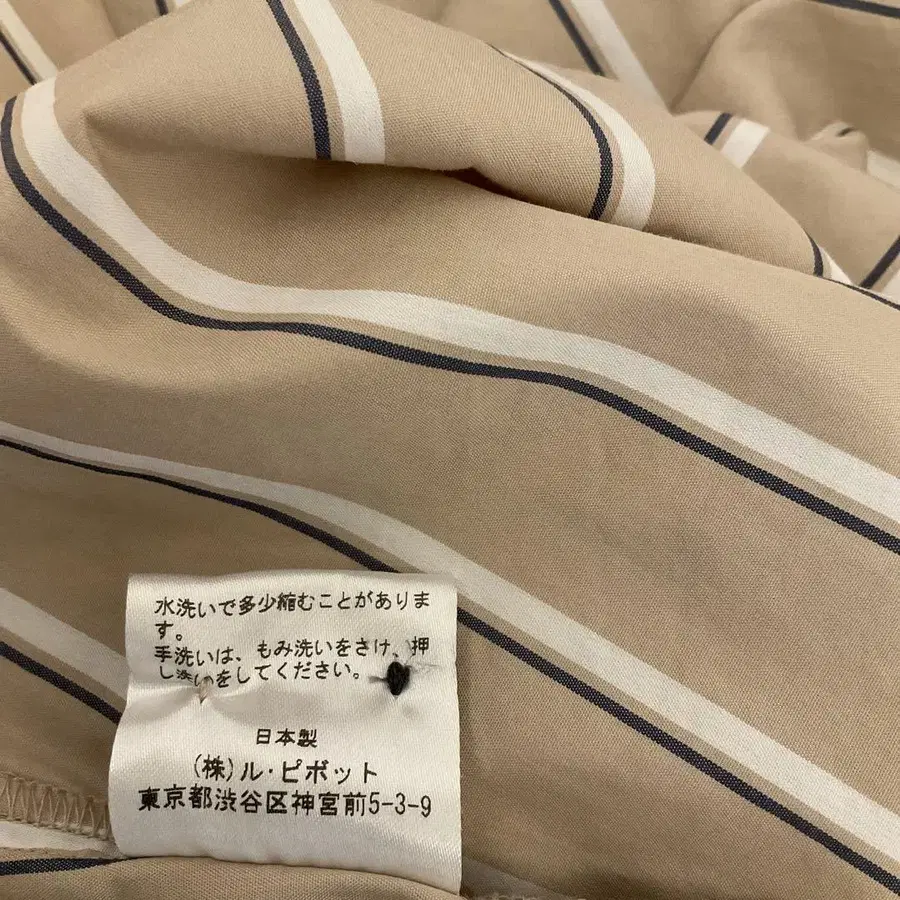 水洗いで多少縮むことがありま
す。
手洗いは、もみ洗いをさけ、押
し洗いをしてください。
日本製
(株)ル・ピボット
東京都渋谷区神宮前5-3-9